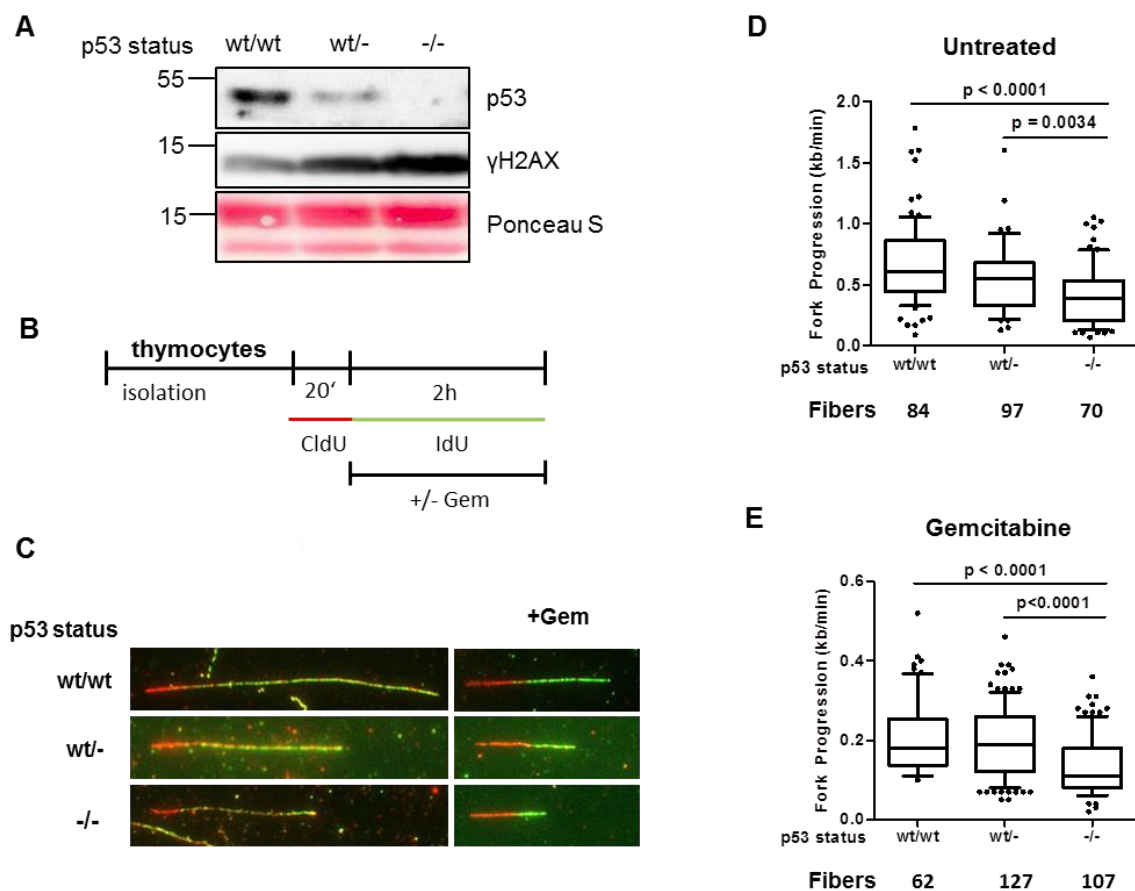 A
p53 status wt/wt wt/- -/-
55
p53
15
γH2AX
15
Ponceau S
B
thymocytes
isolation 20‘ 2h
CldU IdU
+/- Gem
C
p53 status
+Gem
wt/wt
wt/-
-/-
D
Untreated
p < 0.0001
p = 0.0034
Fork Progression (kb/min)
2.0
1.5
1.0
0.5
0.0
p53 status wt/wt wt/- -/-
Fibers 84 97 70
E
Gemcitabine
p < 0.0001
p<0.0001
Fork Progression (kb/min)
0.6
0.4
0.2
0.0
p53 status wt/wt wt/- -/-
Fibers 62 127 107